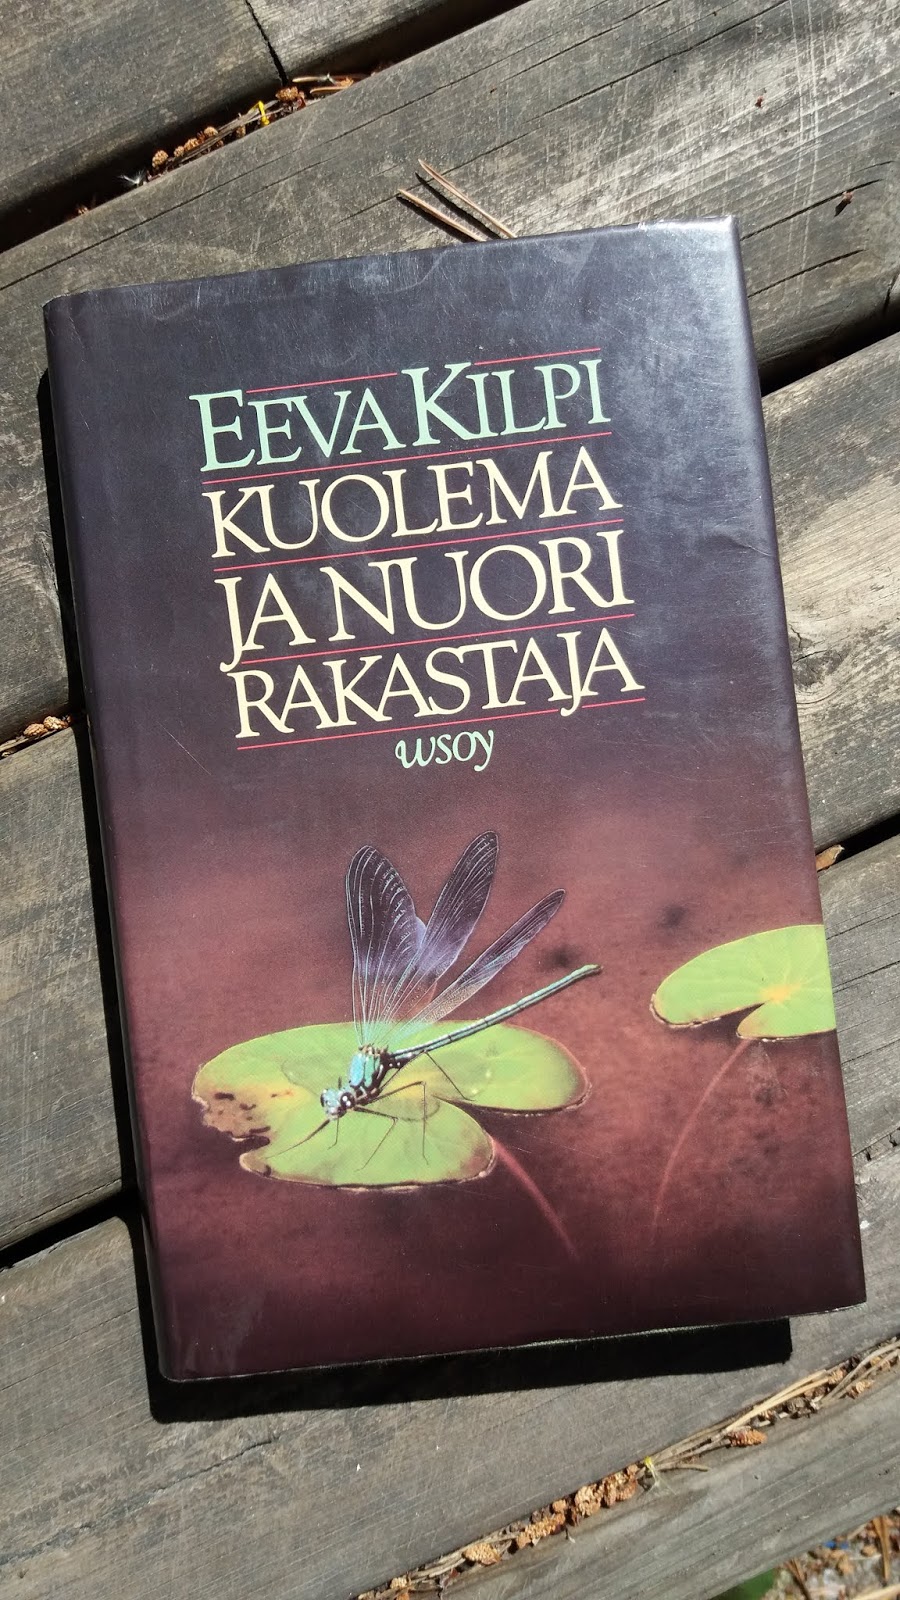 EEVA KILPI
KUOLEMA
JA NUORI
RAKASTAJA
WSOY